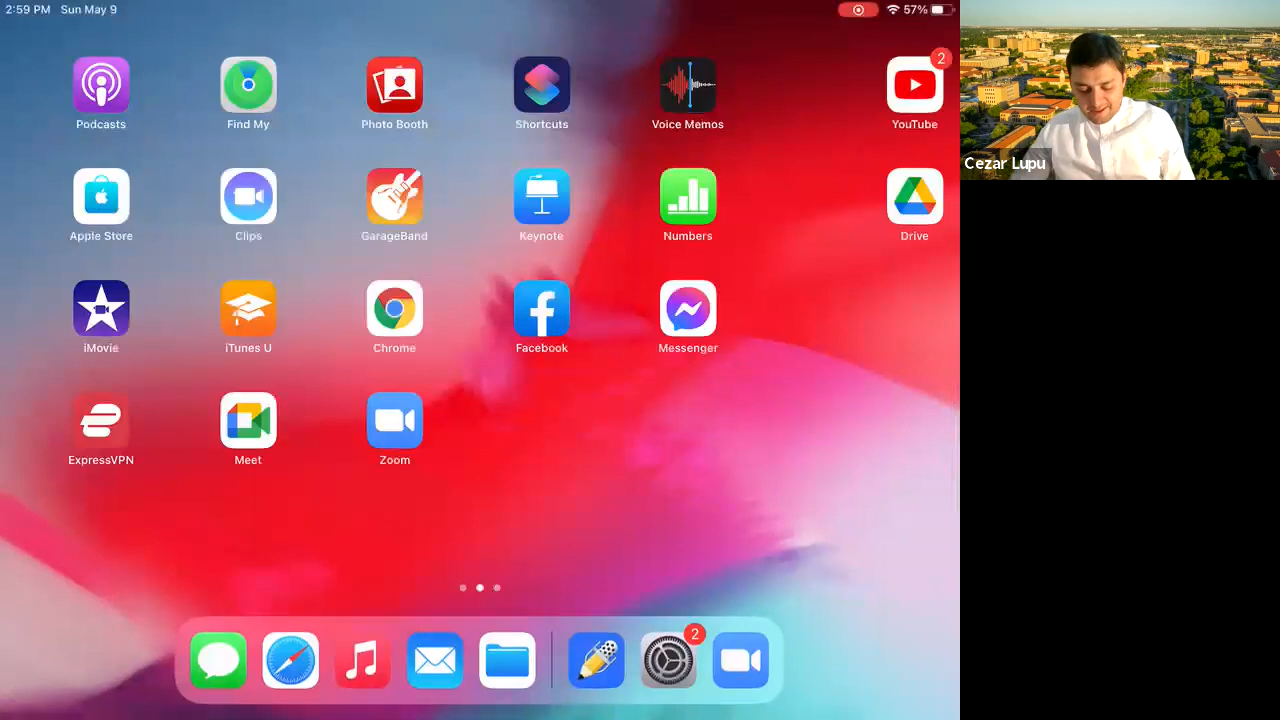 2:59 PM Sun May 9 57%
2
Podcasts Find My Photo Booth Shortcuts Voice Memos YouTube
Apple Store Clips GarageBand Keynote Numbers Drive
iMovie iTunes U Chrome Facebook Messenger
ExpressVPN Meet Zoom
2
Cezar Lupu